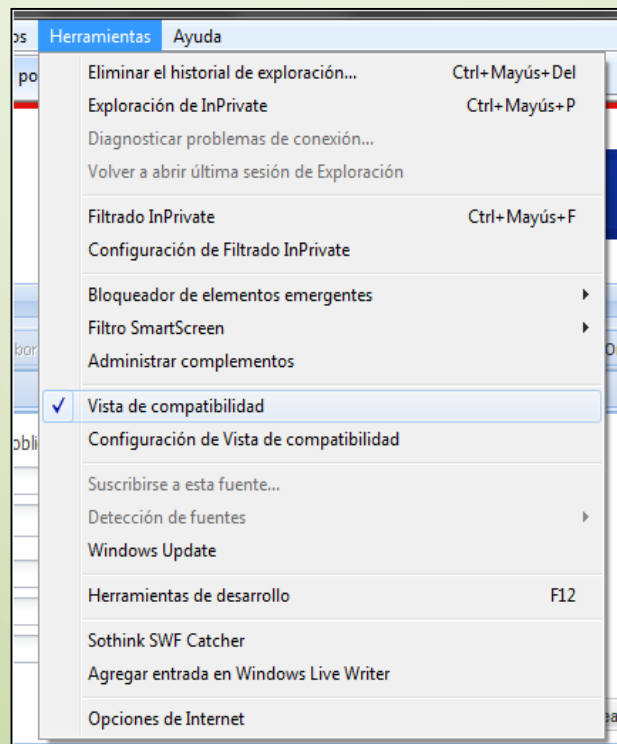 Herramientas Ayuda
Eliminar el historial de exploración... Ctrl+Mayús+Del
Exploración de InPrivate Ctrl+Mayús+P
Diagnosticar problemas de conexión...
Volver a abrir última sesión de Exploración
Filtrado InPrivate Ctrl+Mayús+F
Configuración de Filtrado InPrivate
Bloqueador de elementos emergentes
Filtro SmartScreen
Administrar complementos
Vista de compatibilidad
Configuración de Vista de compatibilidad
Suscribirse a esta fuente...
Detección de fuentes
Windows Update
Herramientas de desarrollo F12
Sothink SWF Catcher
Agregar entrada en Windows Live Writer
Opciones de Internet